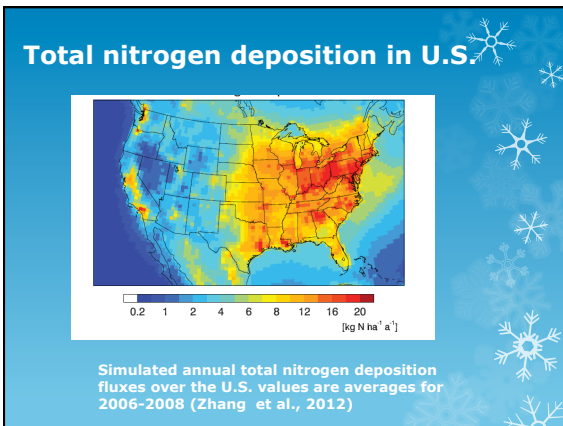 Total nitrogen deposition in U.S.
0.2 1 2 4 6 8 12 16 20
[kg N ha⁻¹ a⁻¹]
Simulated annual total nitrogen deposition
fluxes over the U.S. values are averages for
2006-2008 (Zhang et al., 2012)